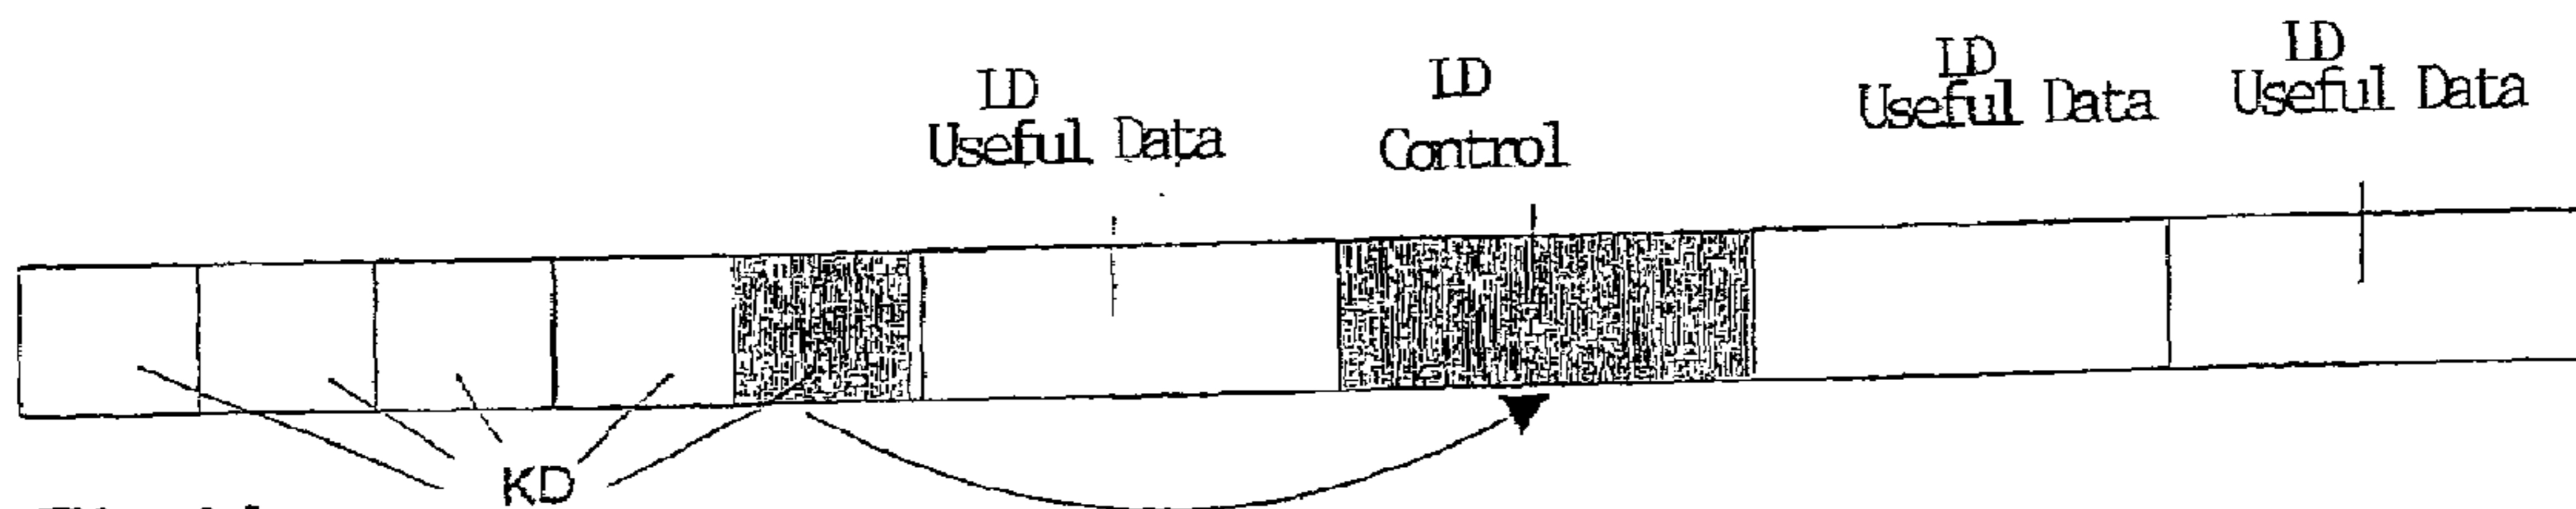 LD
Useful Data
LD
Control
LD
Useful Data
LD
Useful Data
KD